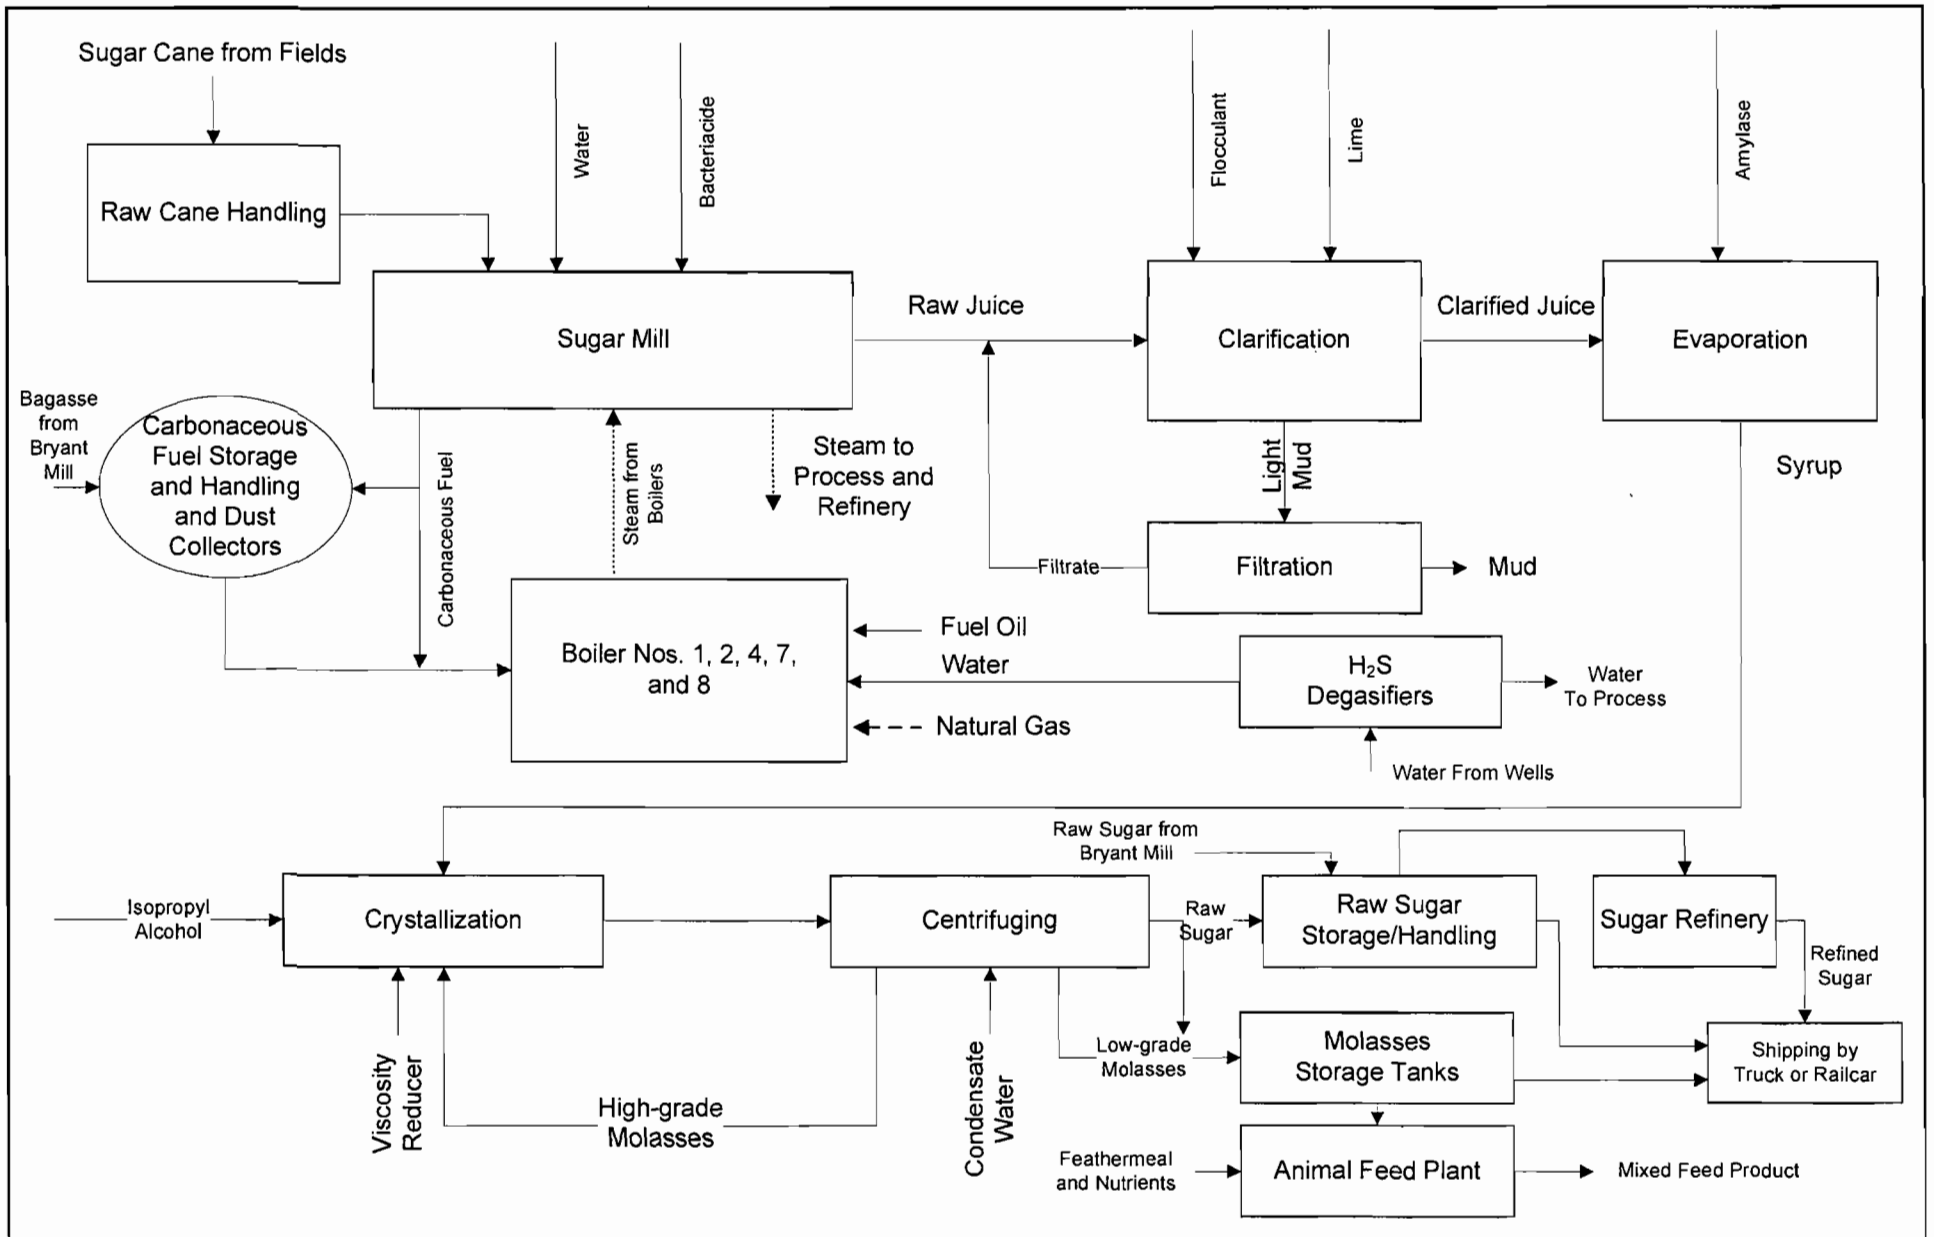 Sugar Cane from Fields
Water
Bacteriacide
Flocculant
Lime
Amylase
Raw Cane Handling
Sugar Mill
Raw Juice
Clarification
Clarified Juice
Evaporation
Bagasse
from
Bryant
Mill
Carbonaceous
Fuel Storage
and Handling
and Dust
Collectors
Carbonaceous Fuel
Steam from
Boilers
Steam to
Process and
Refinery
Light
Mud
Syrup
Filtrate
Filtration
Mud
Boiler Nos. 1, 2, 4, 7,
and 8
Fuel Oil
Water
Natural Gas
H₂S
Degasifiers
Water
To Process
Water From Wells
Isopropyl
Alcohol
Crystallization
Centrifuging
Raw Sugar from
Bryant Mill
Raw
Sugar
Raw Sugar
Storage/Handling
Sugar Refinery
Refined
Sugar
Viscosity
Reducer
High-grade
Molasses
Condensate
Water
Low-grade
Molasses
Molasses
Storage Tanks
Shipping by
Truck or Railcar
Feathermeal
and Nutrients
Animal Feed Plant
Mixed Feed Product